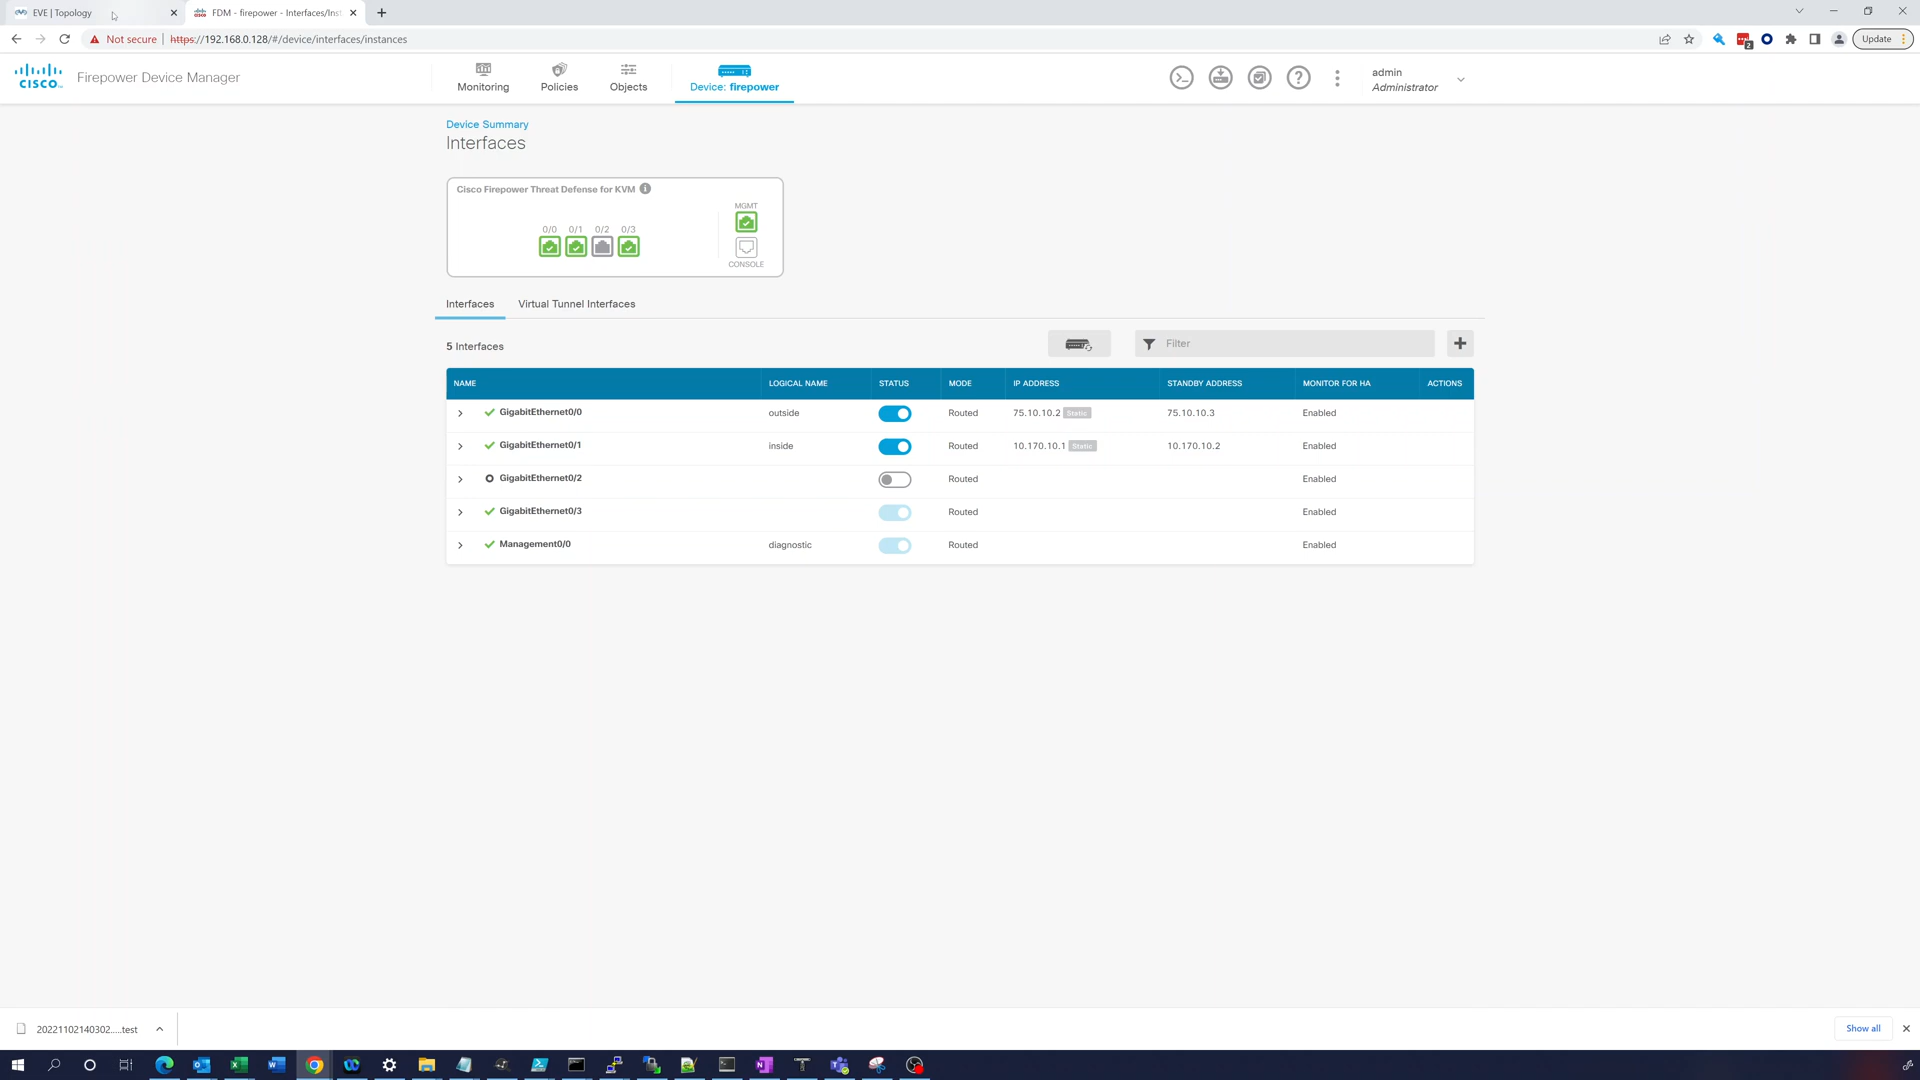 EVE | Topology
FDM - firepower - Interfaces/Inst
Not secure | https://192.168.0.128/#/device/interfaces/instances
2
Update
CISCO
Firepower Device Manager
Monitoring
Policies
Objects
Device: firepower
admin
Administrator
Device Summary
Interfaces
Cisco Firepower Threat Defense for KVM
MGMT
0/0 0/1 0/2 0/3
CONSOLE
Interfaces Virtual Tunnel Interfaces
5 Interfaces
Filter
NAME LOGICAL NAME STATUS MODE IP ADDRESS STANDBY ADDRESS MONITOR FOR HA ACTIONS
GigabitEthernet0/0 outside Routed 75.10.10.2 Static 75.10.10.3 Enabled
GigabitEthernet0/1 inside Routed 10.170.10.1 Static 10.170.10.2 Enabled
GigabitEthernet0/2 Routed Enabled
GigabitEthernet0/3 Routed Enabled
Management0/0 diagnostic Routed Enabled
20221102140302.....test
Show all